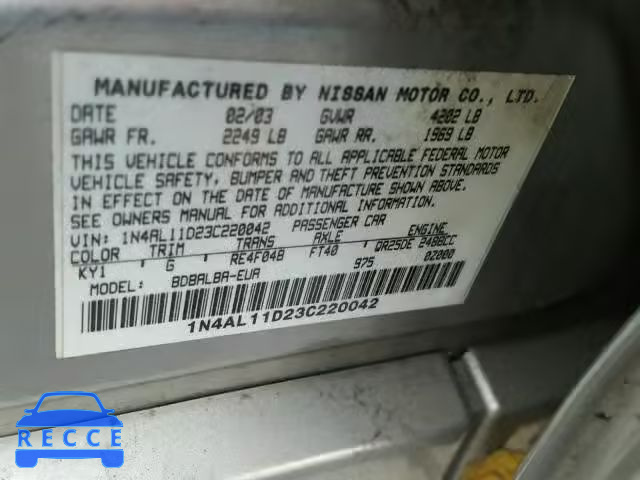 MANUFACTURED BY NISSAN MOTOR CO., LTD.
DATE 02/03 GVWR 4202 LB
GAWR FR. 2249 LB GAWR RR. 1969 LB
THIS VEHICLE CONFORMS TO ALL APPLICABLE FEDERAL MOTOR
VEHICLE SAFETY, BUMPER AND THEFT PREVENTION STANDARDS
IN EFFECT ON THE DATE OF MANUFACTURE SHOWN ABOVE.
SEE OWNERS MANUAL FOR ADDITIONAL INFORMATION.
VIN: 1N4AL11D23C220042 PASSENGER CAR
COLOR TRIM TRANS AXLE ENGINE
KY1 G RE4F04B FT40 QR25DE 2488CC
MODEL: BDBALBA-EUA 975 02000
1N4AL11D23C220042
RECCE